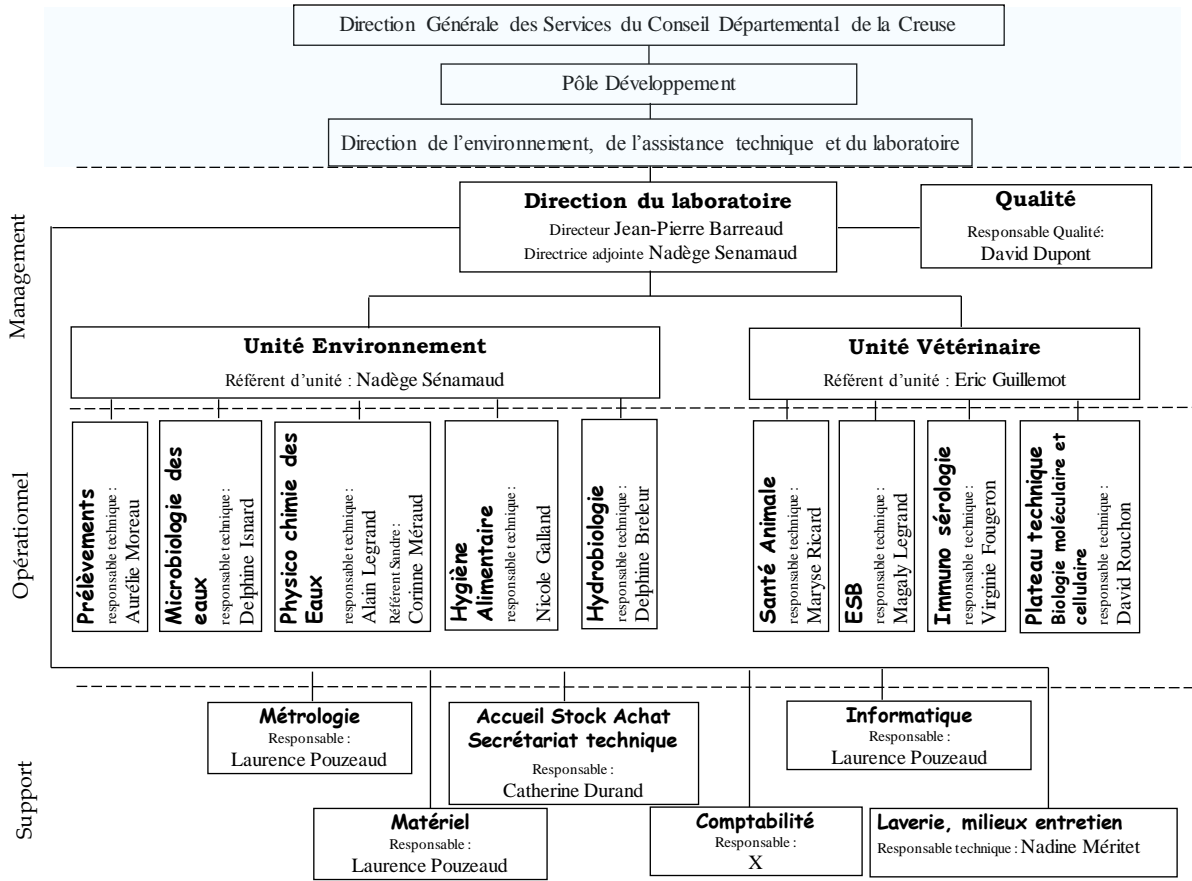 Direction Générale des Services du Conseil Départemental de la Creuse
Pôle Développement
Direction de l'environnement, de l'assistance technique et du laboratoire
Management
Direction du laboratoire
Directeur Jean-Pierre Barreaud
Directrice adjointe Nadège Senamaud
Qualité
Responsable Qualité:
David Dupont
Unité Environnement
Référent d'unité : Nadège Sénamaud
Unité Vétérinaire
Référent d'unité : Eric Guillemot
Opérationnel
Prélèvements
responsable technique :
Aurélie Moreau
Microbiologie des
eaux
responsable technique :
Delphine Isnard
Physico chimie des
Eaux
responsable technique :
Alain Legrand
Référent Sandre :
Corinne Méraud
Hygiène
Alimentaire
responsable technique :
Nicole Galland
Hydrobiologie
responsable technique :
Delphine Breleur
Santé Animale
responsable technique :
Maryse Ricard
ESB
responsable technique :
Magaly Legrand
Immuno sérologie
responsable technique :
Virginie Fougeron
Plateau technique
Biologie moléculaire et
cellulaire
responsable technique :
David Rouchon
Support
Métrologie
Responsable :
Laurence Pouzeaud
Accueil Stock Achat
Secrétariat technique
Responsable :
Catherine Durand
Informatique
Responsable :
Laurence Pouzeaud
Matériel
Responsable :
Laurence Pouzeaud
Comptabilité
Responsable :
X
Laverie, milieux entretien
Responsable technique : Nadine Méritet